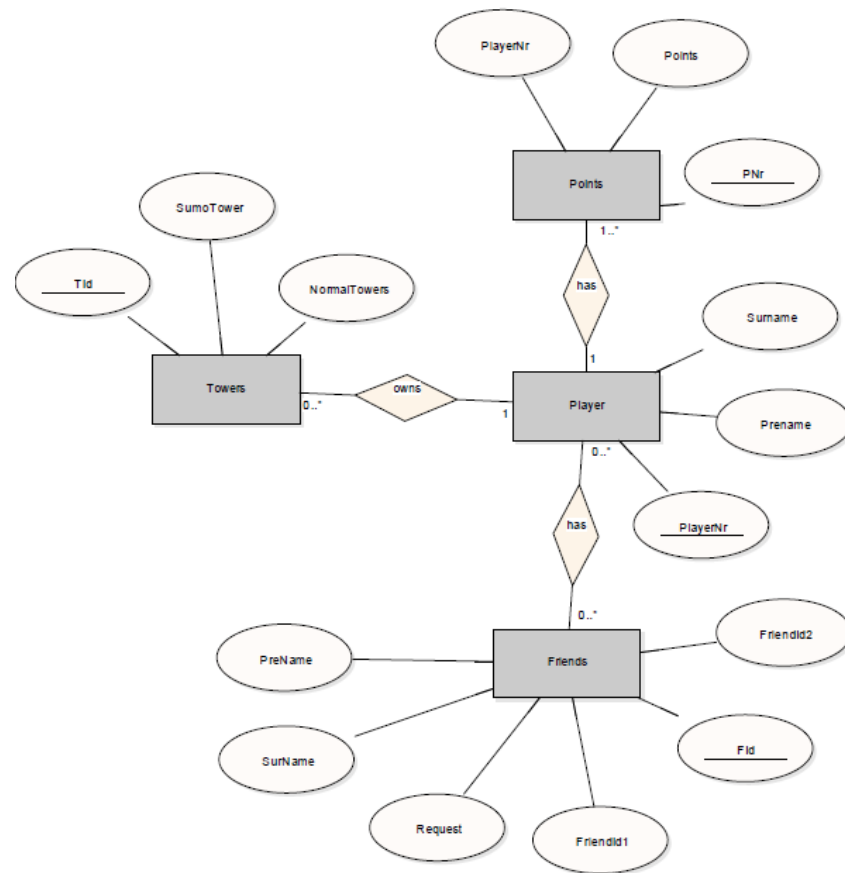 PlayerNr
Points
Points
PNr
1..*
has
1
SumoTower
TId
NormalTowers
Towers
0..*
owns
1
Player
Surname
Prename
PlayerNr
0..*
has
0..*
Friends
PreName
SurName
Request
FriendId1
FId
FriendId2